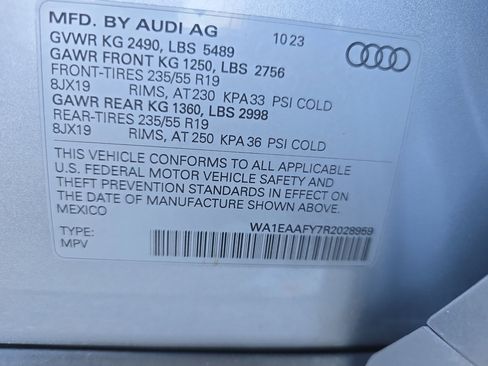 MFD. BY AUDI AG 10 23
GVWR KG 2490, LBS 5489
GAWR FRONT KG 1250, LBS 2756
FRONT-TIRES 235/55 R19
8JX19 RIMS, AT 230 KPA 33 PSI COLD
GAWR REAR KG 1360, LBS 2998
REAR-TIRES 235/55 R19
8JX19 RIMS, AT 250 KPA 36 PSI COLD
THIS VEHICLE CONFORMS TO ALL APPLICABLE
U.S. FEDERAL MOTOR VEHICLE SAFETY AND
THEFT PREVENTION STANDARDS IN EFFECT ON
THE DATE OF MANUFACTURE SHOWN ABOVE.
MEXICO
TYPE: WA1EAAFY7R2028969
MPV